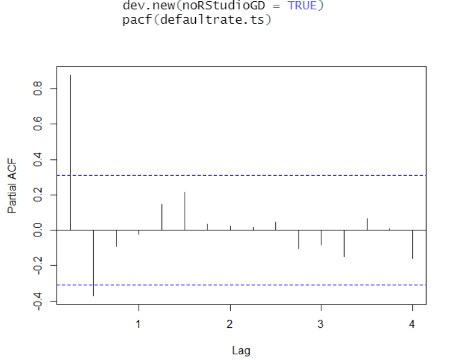 dev.new(noRStudioGD = TRUE)
pacf(defaultrate.ts)
Partial ACF
0.8
0.6
0.4
0.2
0.0
-0.2
-0.4
1 2 3 4
Lag